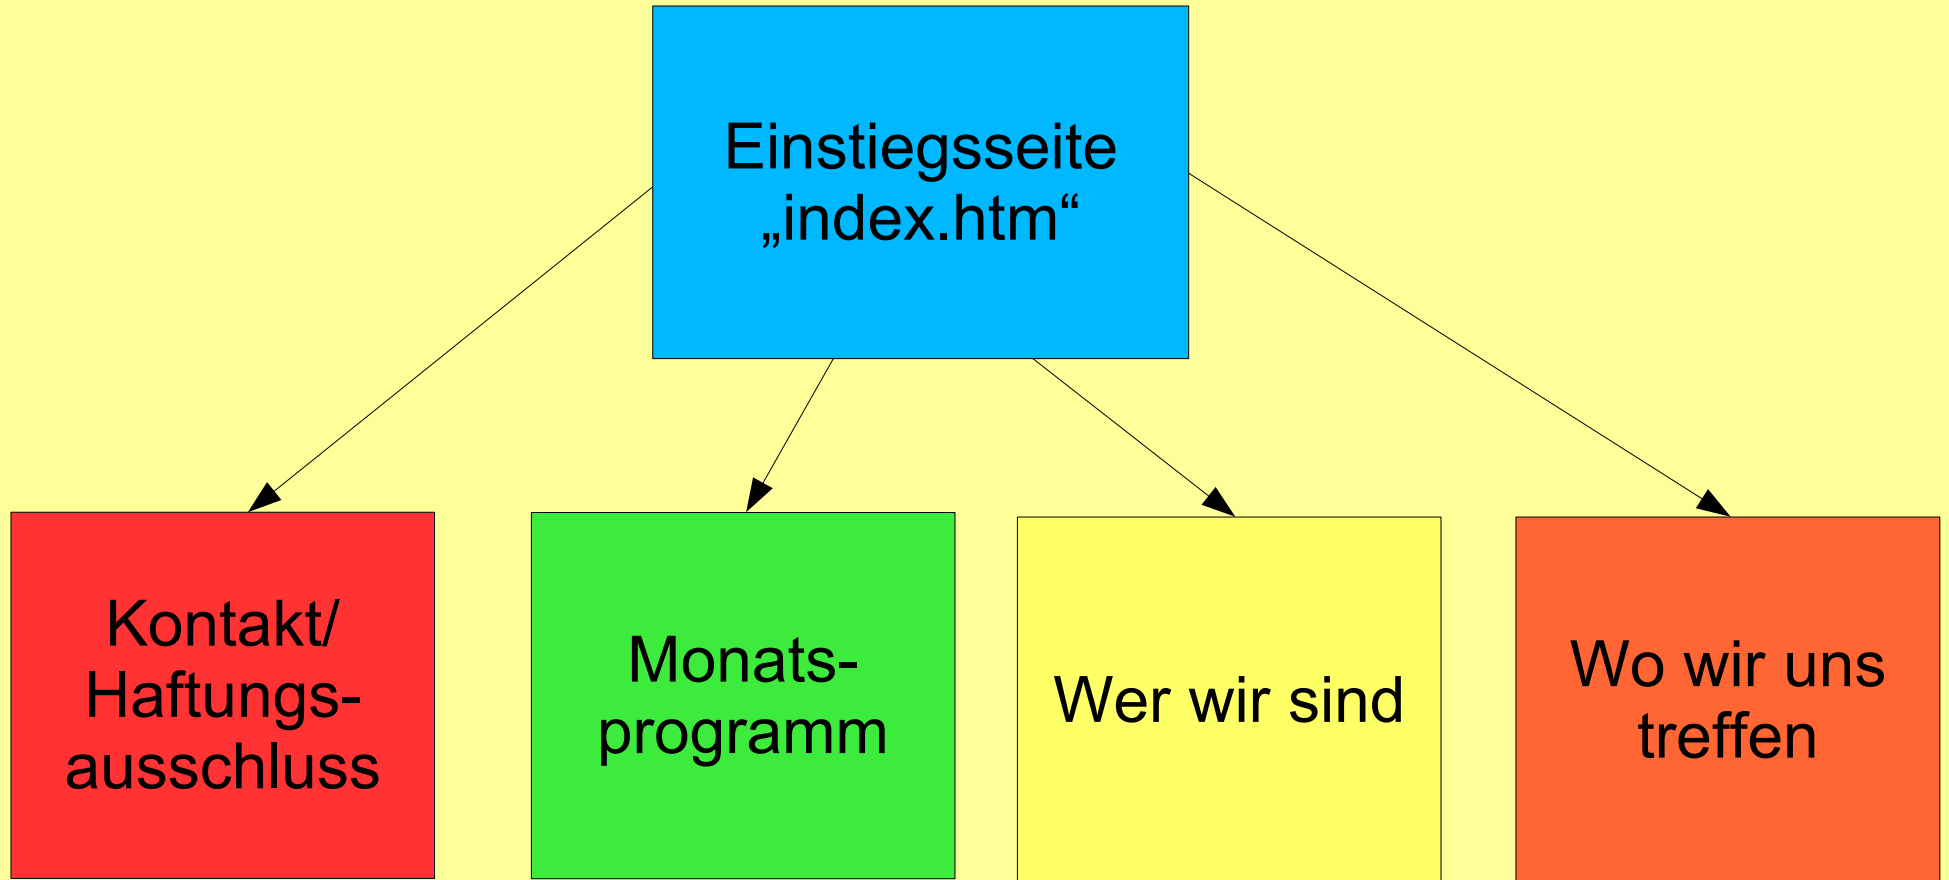 Einstiegsseite
„index.htm“
Kontakt/
Haftungs-
ausschluss
Monats-
programm
Wer wir sind
Wo wir uns
treffen